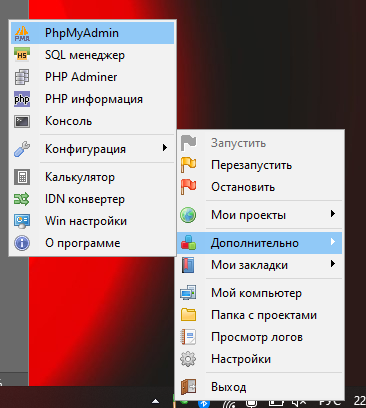 PhpMyAdmin
SQL менеджер
PHP Adminer
PHP информация
Консоль
Конфигурация
Калькулятор
IDN конвертер
Win настройки
О программе
Запустить
Перезапустить
Остановить
Мои проекты
Дополнительно
Мои закладки
Мой компьютер
Папка с проектами
Просмотр логов
Настройки
Выход
РУС 22